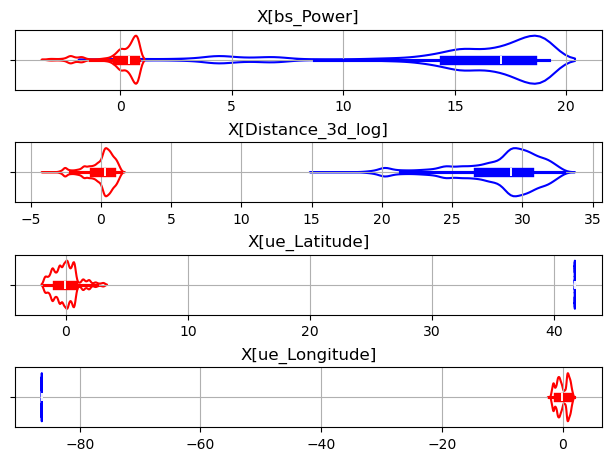 X[bs_Power]
0 5 10 15 20
X[Distance_3d_log]
−5 0 5 10 15 20 25 30 35
X[ue_Latitude]
0 10 20 30 40
X[ue_Longitude]
−80 −60 −40 −20 0